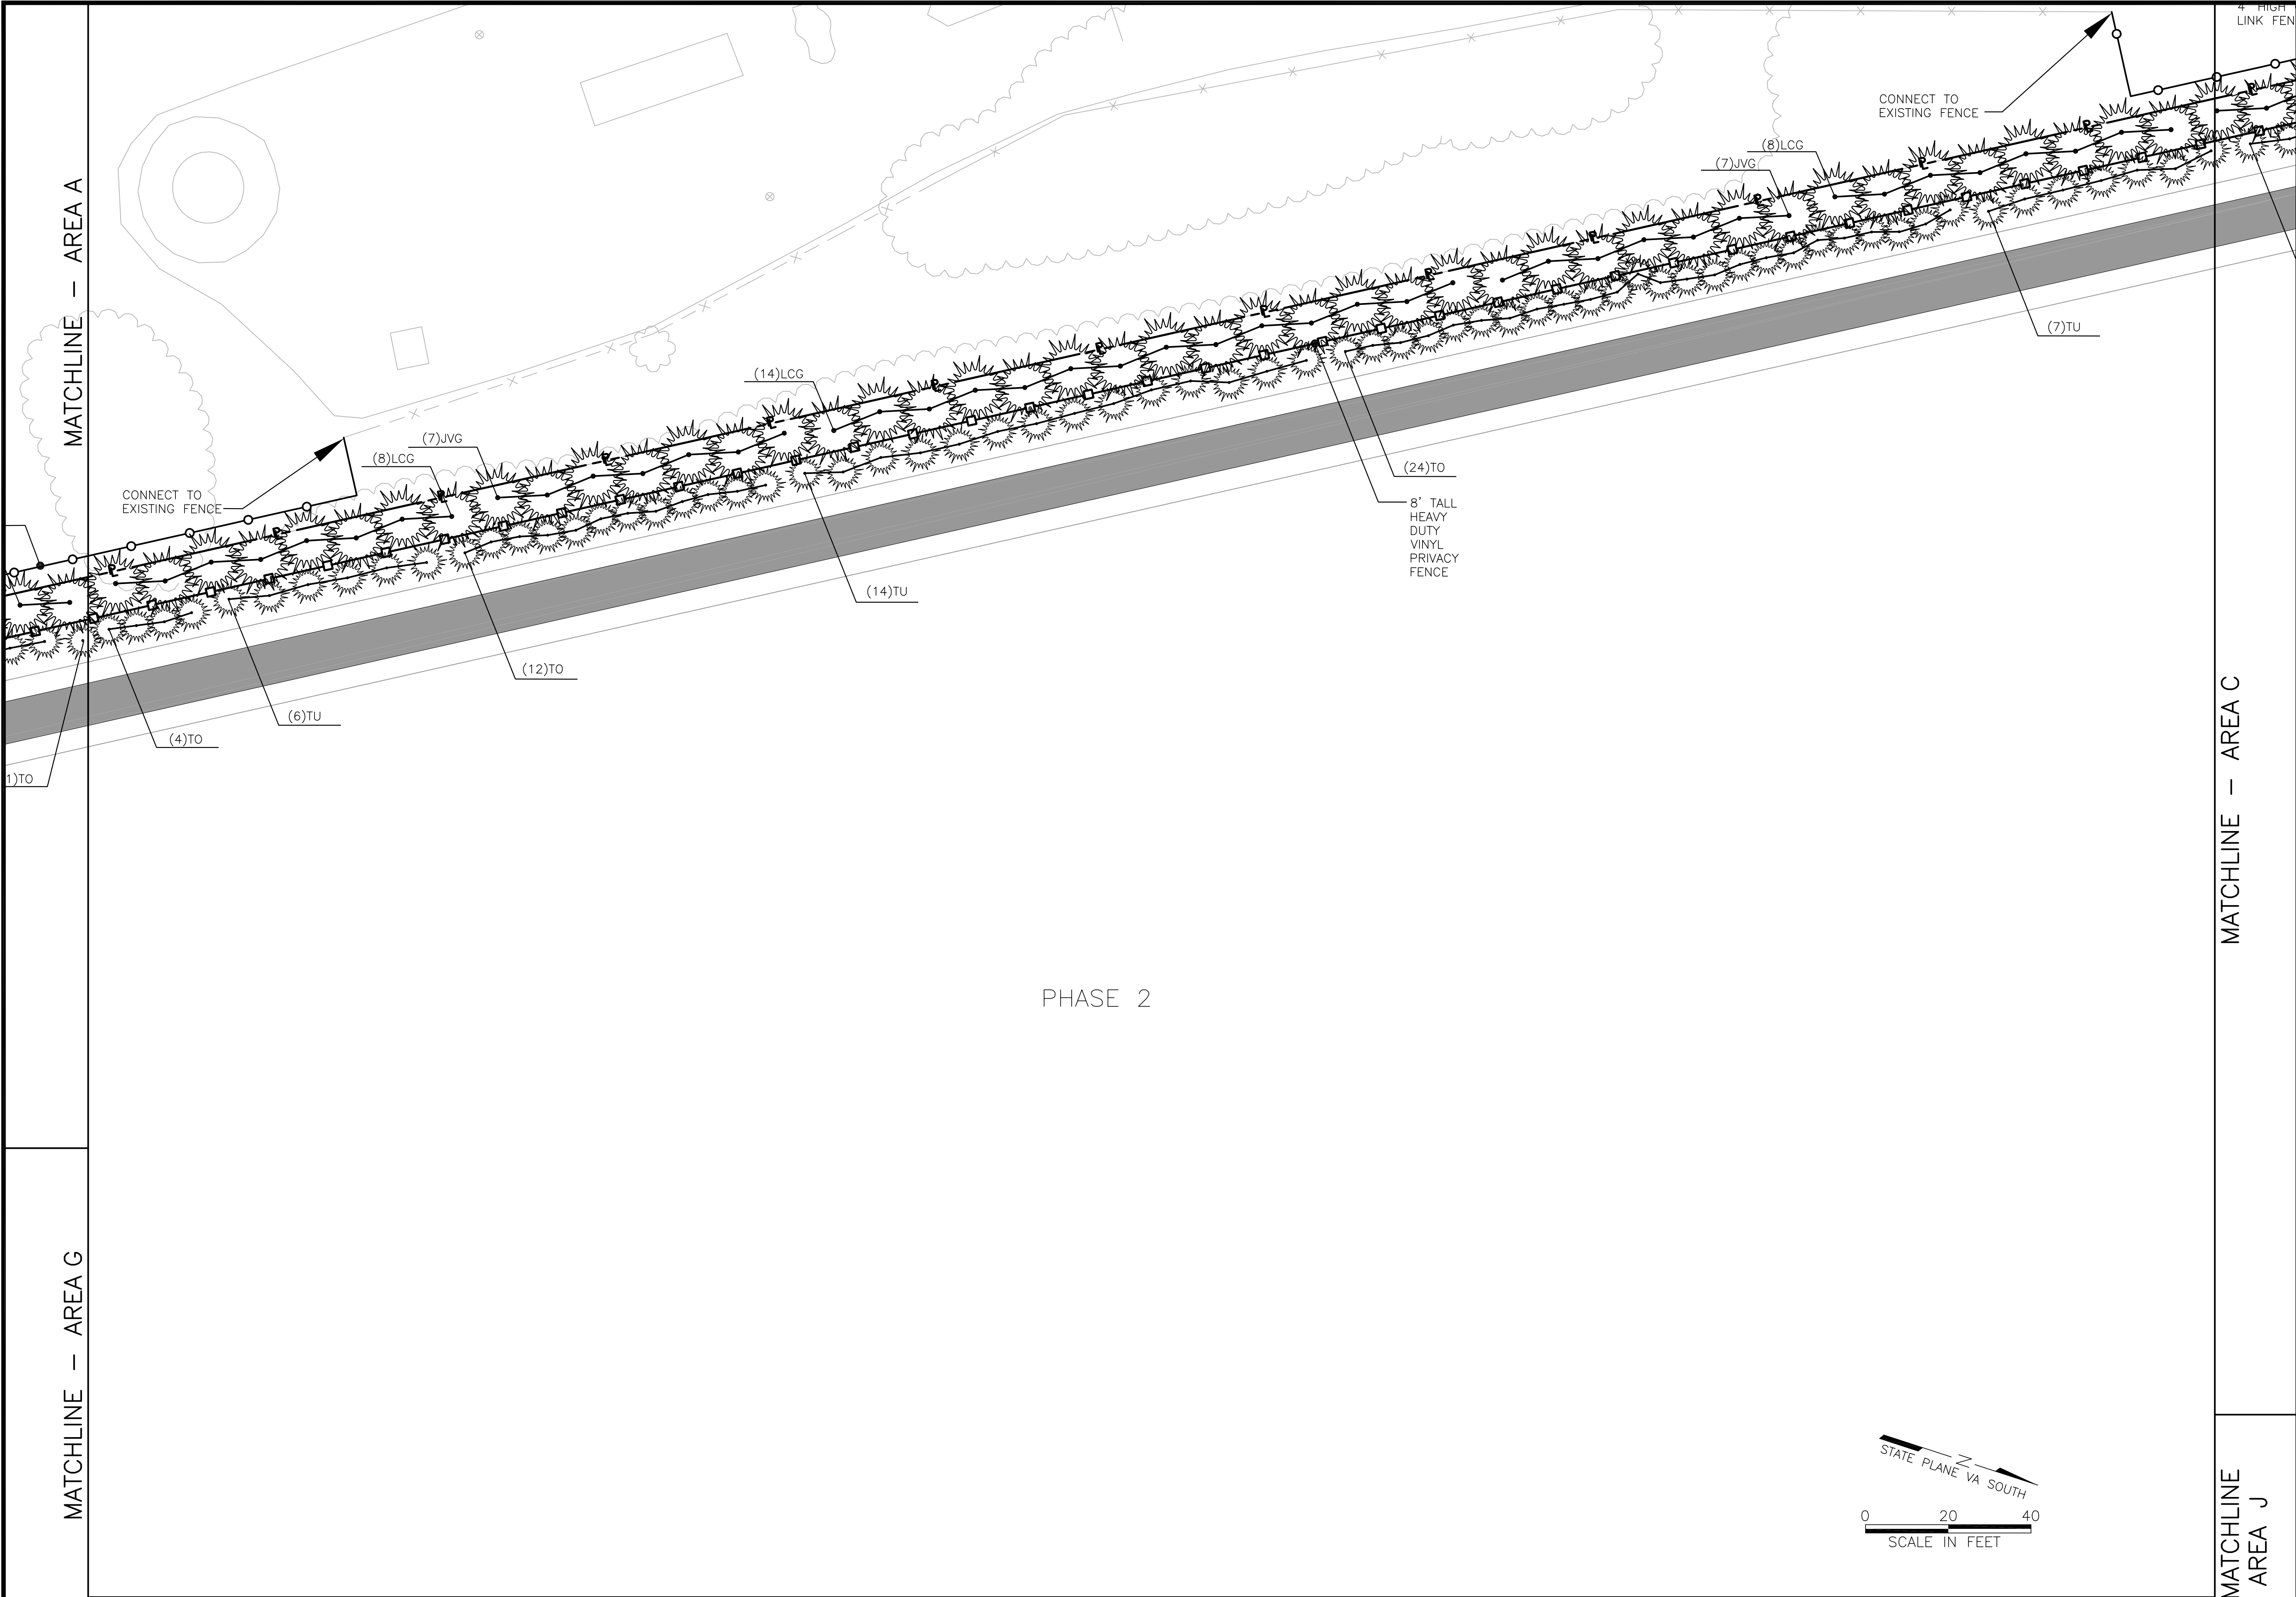 4' HIGH
LINK FEN
MATCHLINE - AREA A
CONNECT TO
EXISTING FENCE
(8)LCG
(7)JVG
(7)TU
(14)LCG
(7)JVG
(8)LCG
CONNECT TO
EXISTING FENCE
(24)TO
8' TALL
HEAVY
DUTY
VINYL
PRIVACY
FENCE
(14)TU
(12)TO
(6)TU
(4)TO
1)TO
MATCHLINE - AREA C
PHASE 2
MATCHLINE - AREA G
N
STATE PLANE VA SOUTH
0 20 40
SCALE IN FEET
MATCHLINE
AREA J